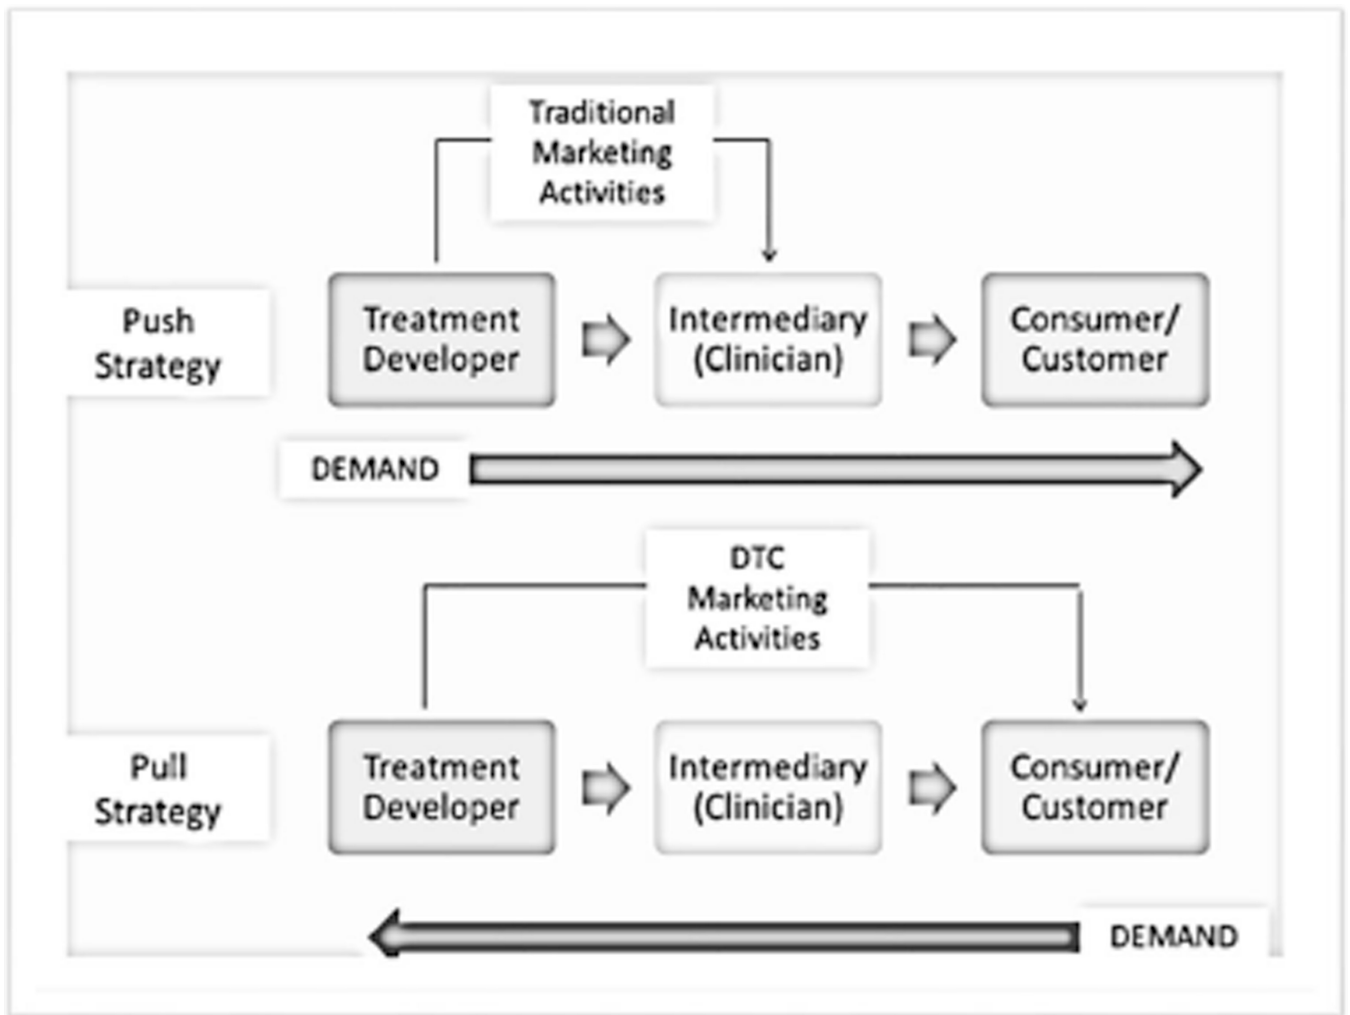 Traditional
Marketing
Activities
Push
Strategy
Treatment
Developer
Intermediary
(Clinician)
Consumer/
Customer
DEMAND
DTC
Marketing
Activities
Pull
Strategy
Treatment
Developer
Intermediary
(Clinician)
Consumer/
Customer
DEMAND